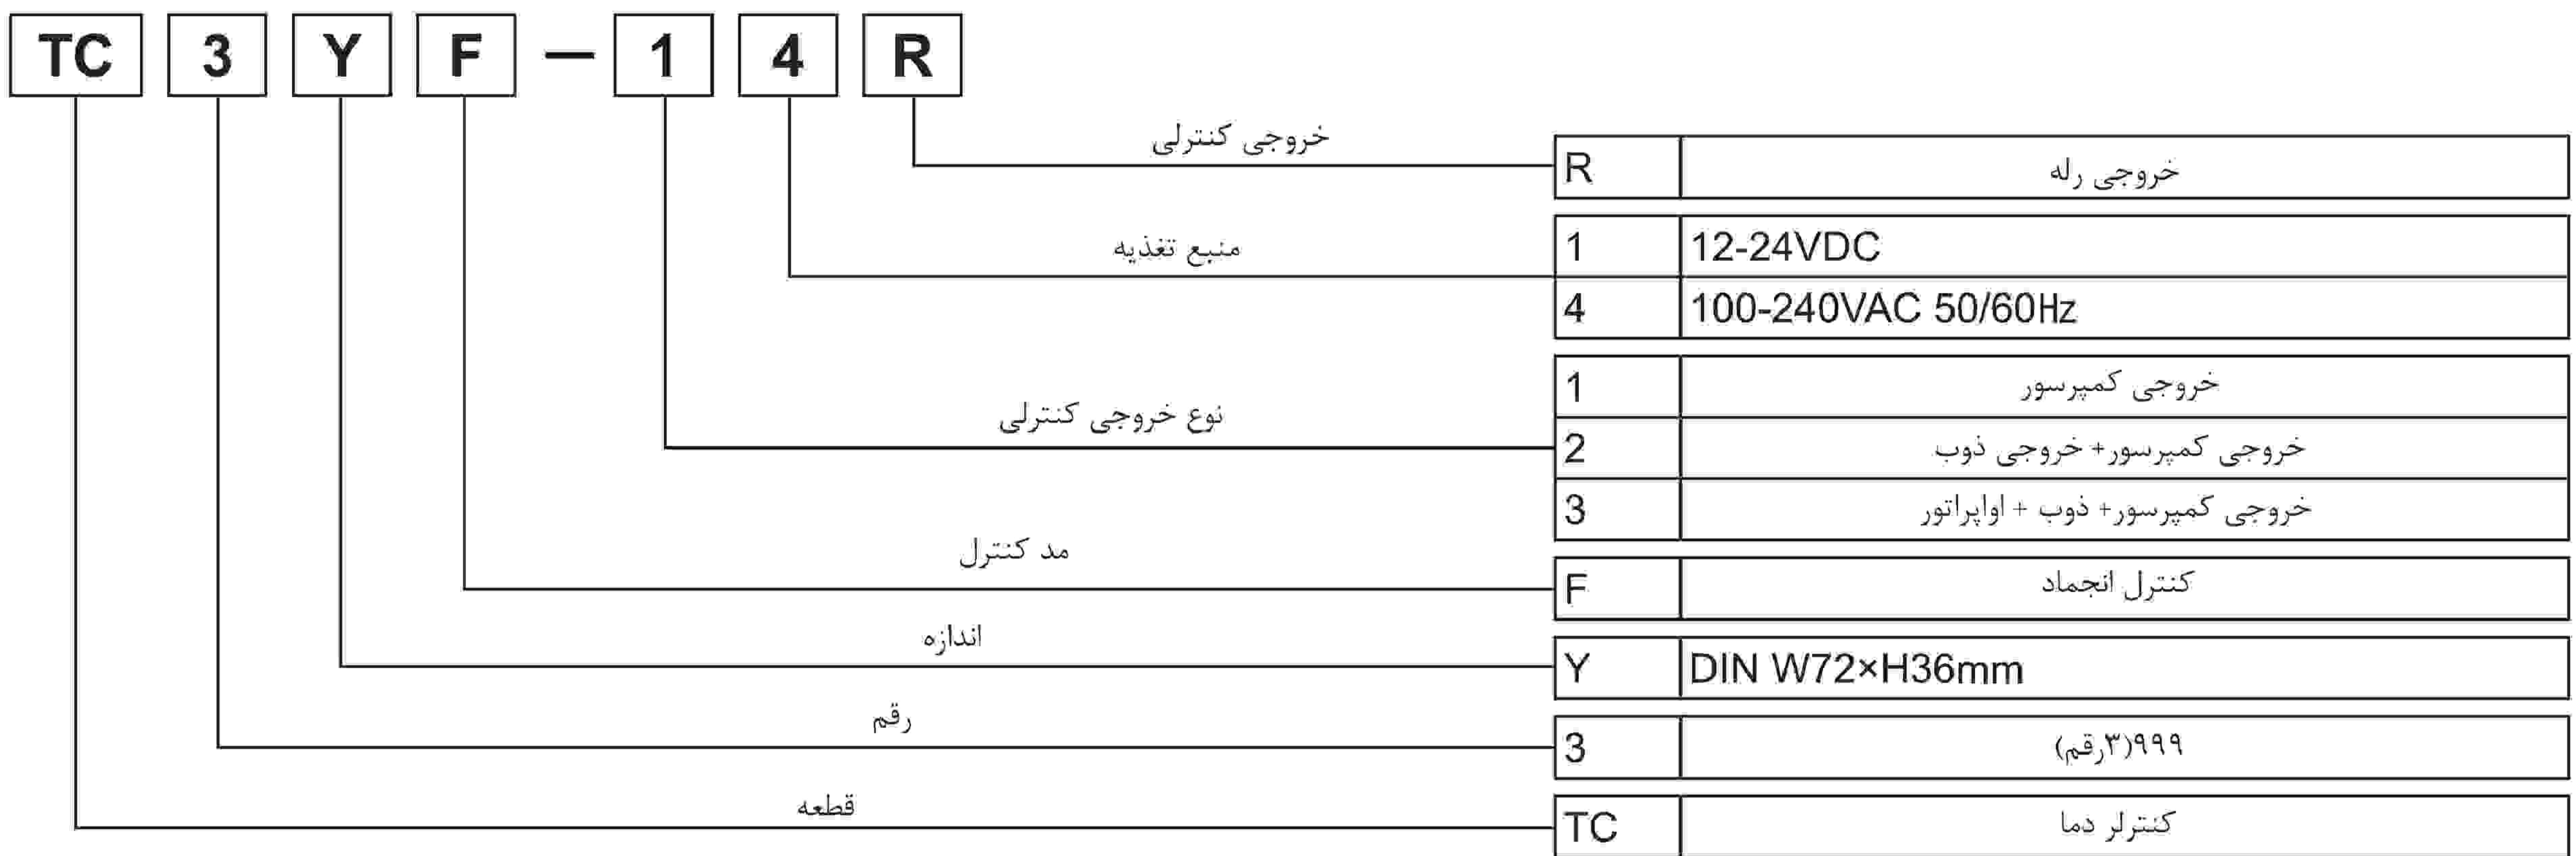 TC 3 Y F — 1 4 R
خروجی کنترلی
R خروجی رله
منبع تغذیه
1 12-24VDC
4 100-240VAC 50/60Hz
نوع خروجی کنترلی
1 خروجی کمپرسور
2 خروجی کمپرسور+ خروجی ذوب
3 خروجی کمپرسور+ ذوب + اواپراتور
مد کنترل
F کنترل انجماد
اندازه
Y DIN W72×H36mm
رقم
3 ۹۹۹(۳رقم)
قطعه
TC کنترلر دما